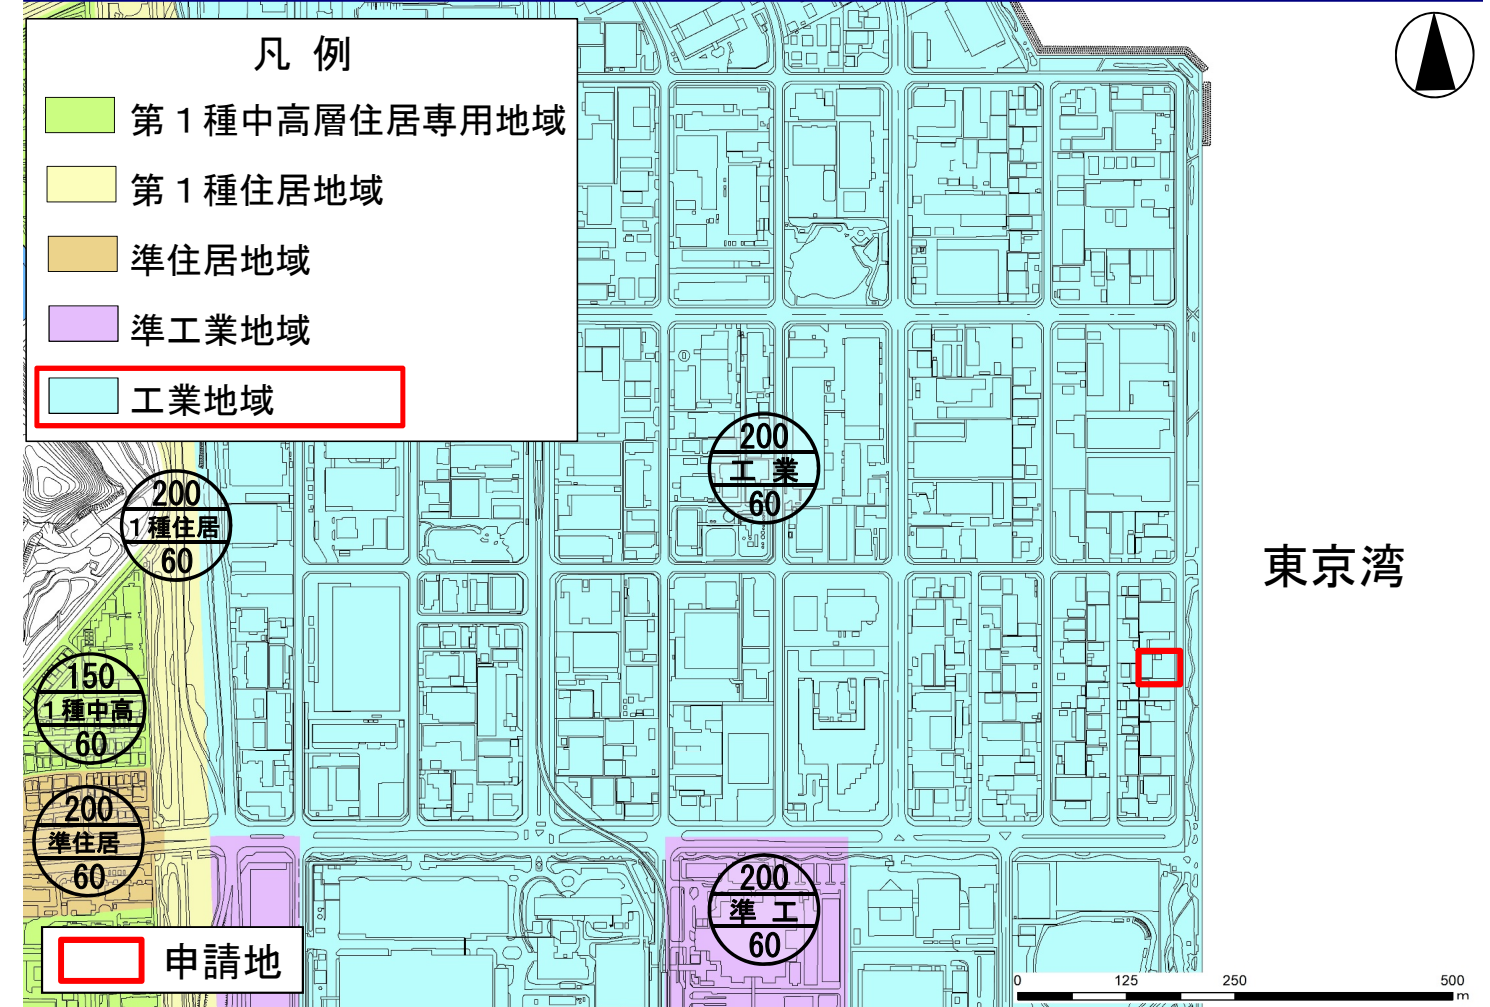 凡 例
第１種中高層住居専用地域
第１種住居地域
準住居地域
準工業地域
工業地域
200
工 業
60
200
1種住居
60
東京湾
150
1種中高
60
200
準住居
60
200
準 工
60
申請地
0 125 250 500
m